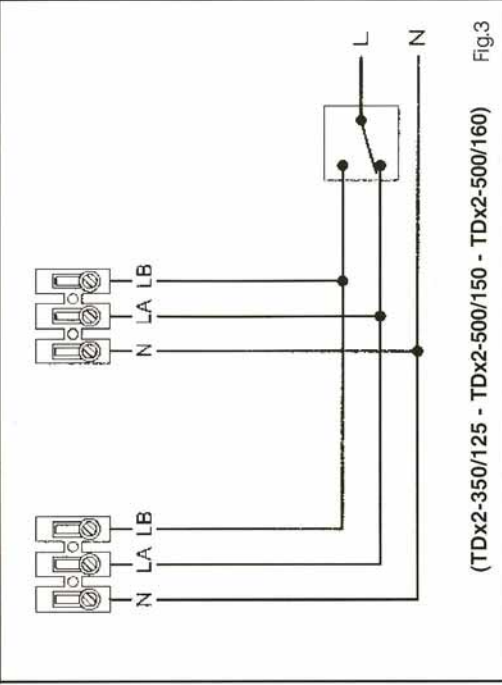 L
N
Fig.3
LB
LA
N
LB
LA
N
(TDx2-350/125 - TDx2-500/150 - TDx2-500/160)